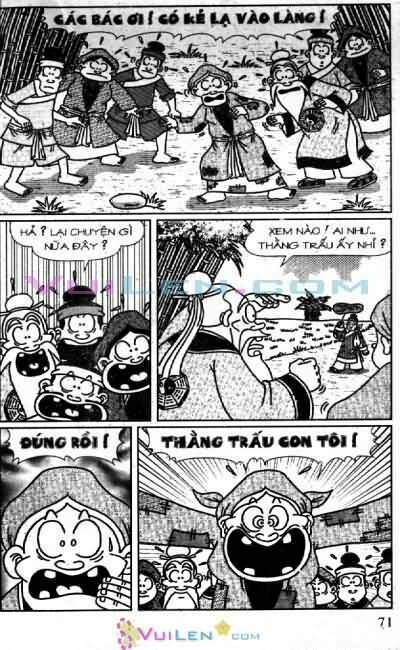 CÁC BÁC ƠI! CÓ KẺ LẠ VÀO LÀNG!
HẢ? LẠI CHUYỆN GÌ
NỮA ĐÂY?
XEM NÀO! AI NHƯ...
THẰNG TRẤU ẤY NHỈ?
VUILEN.COM
ĐÚNG RỒI!
THẰNG TRẤU CON TÔI!
71
VUILEN.COM